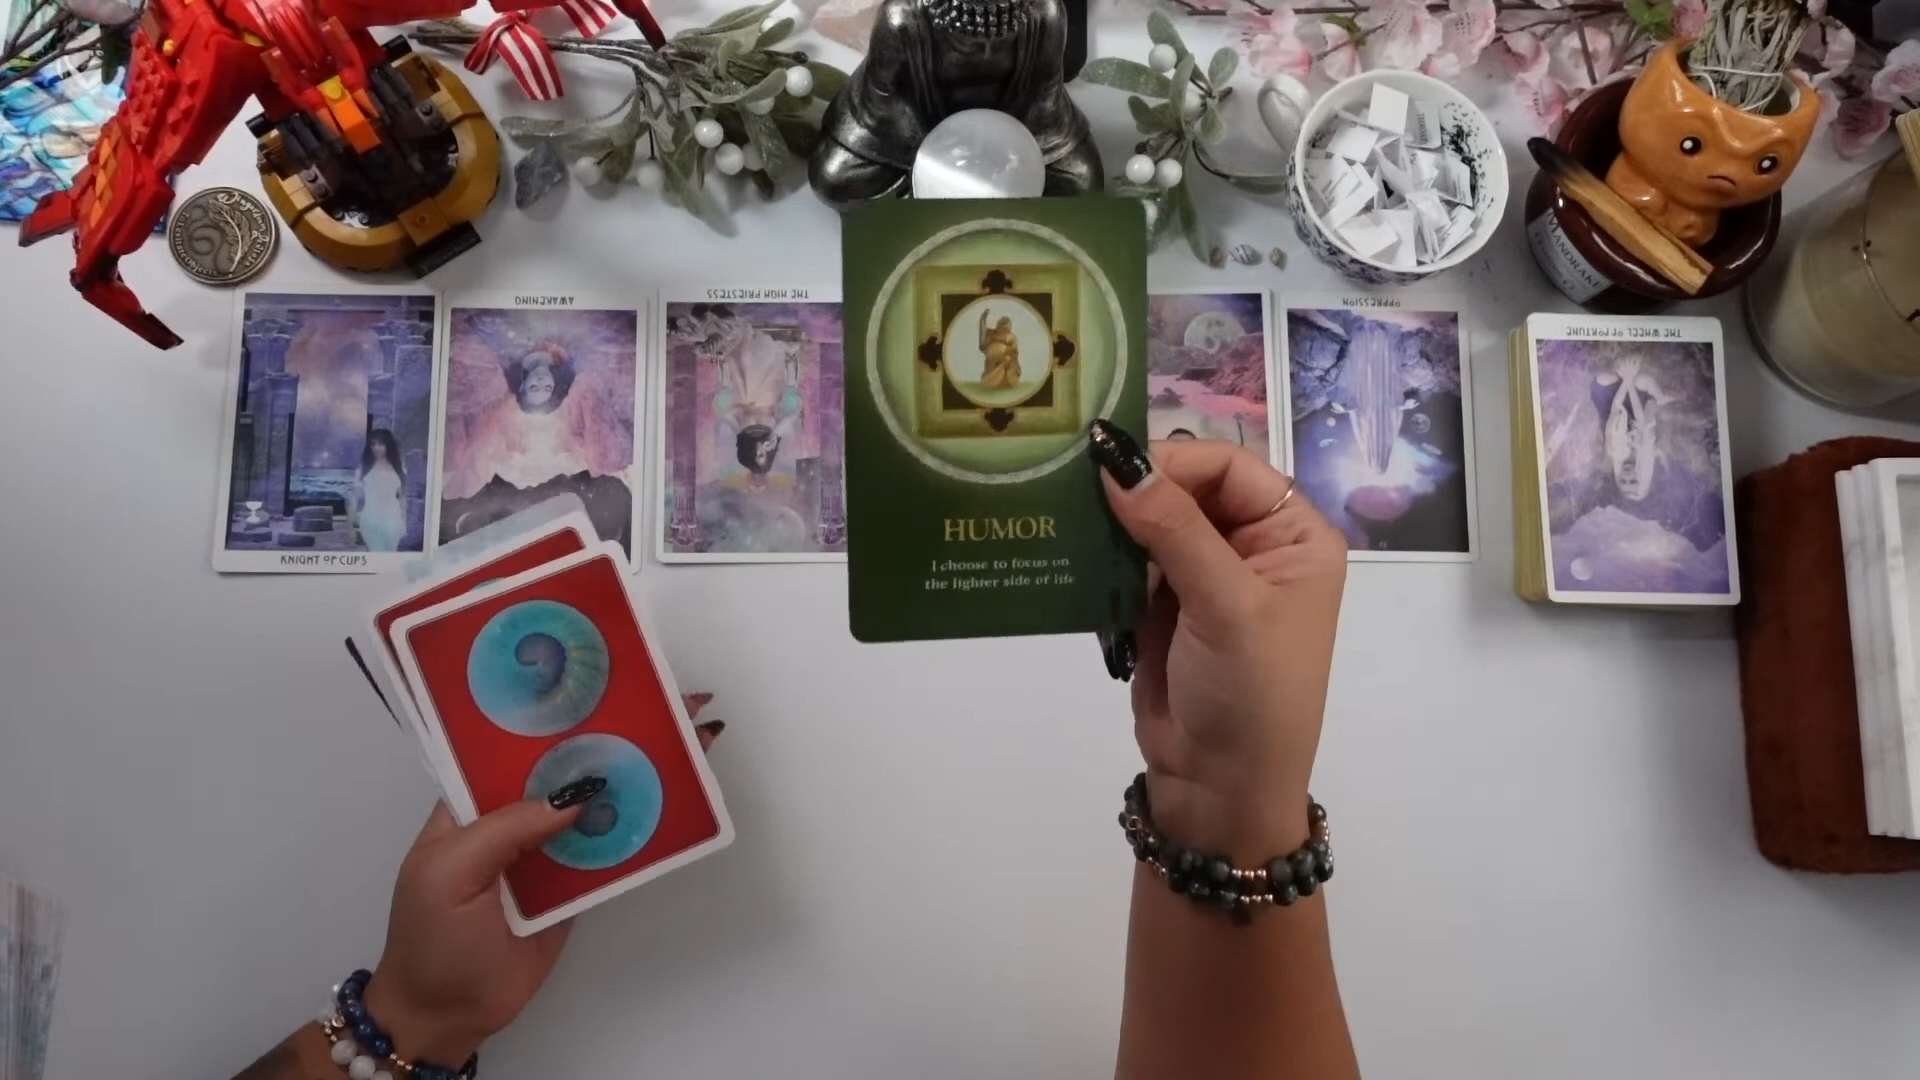 AWAKENING
THE HIGH PRIESTESS
OPPRESSION
THE WHEEL OF FORTUNE
MANDRAKE
KNIGHT OF CUPS
HUMOR
I choose to focus on
the lighter side of life